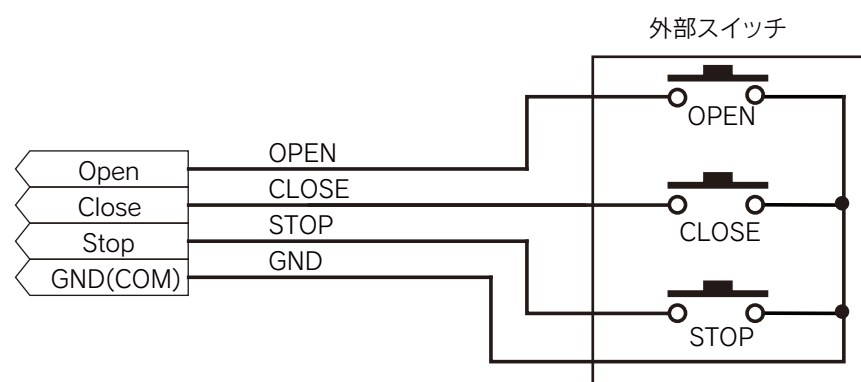 外部スイッチ
OPEN
OPEN
Open
CLOSE
Close
CLOSE
STOP
Stop
GND
GND(COM)
STOP